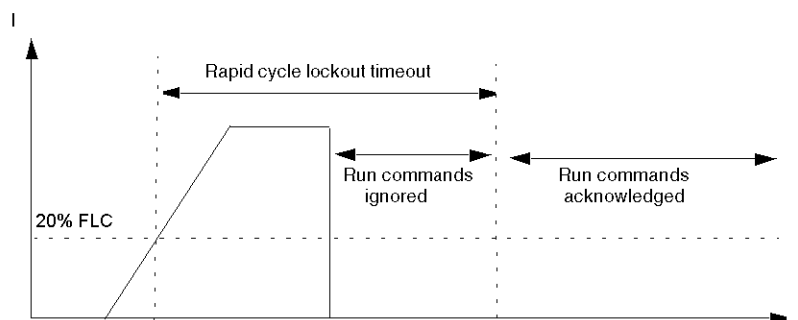 I
Rapid cycle lockout timeout
Run commands
ignored
Run commands
acknowledged
20% FLC